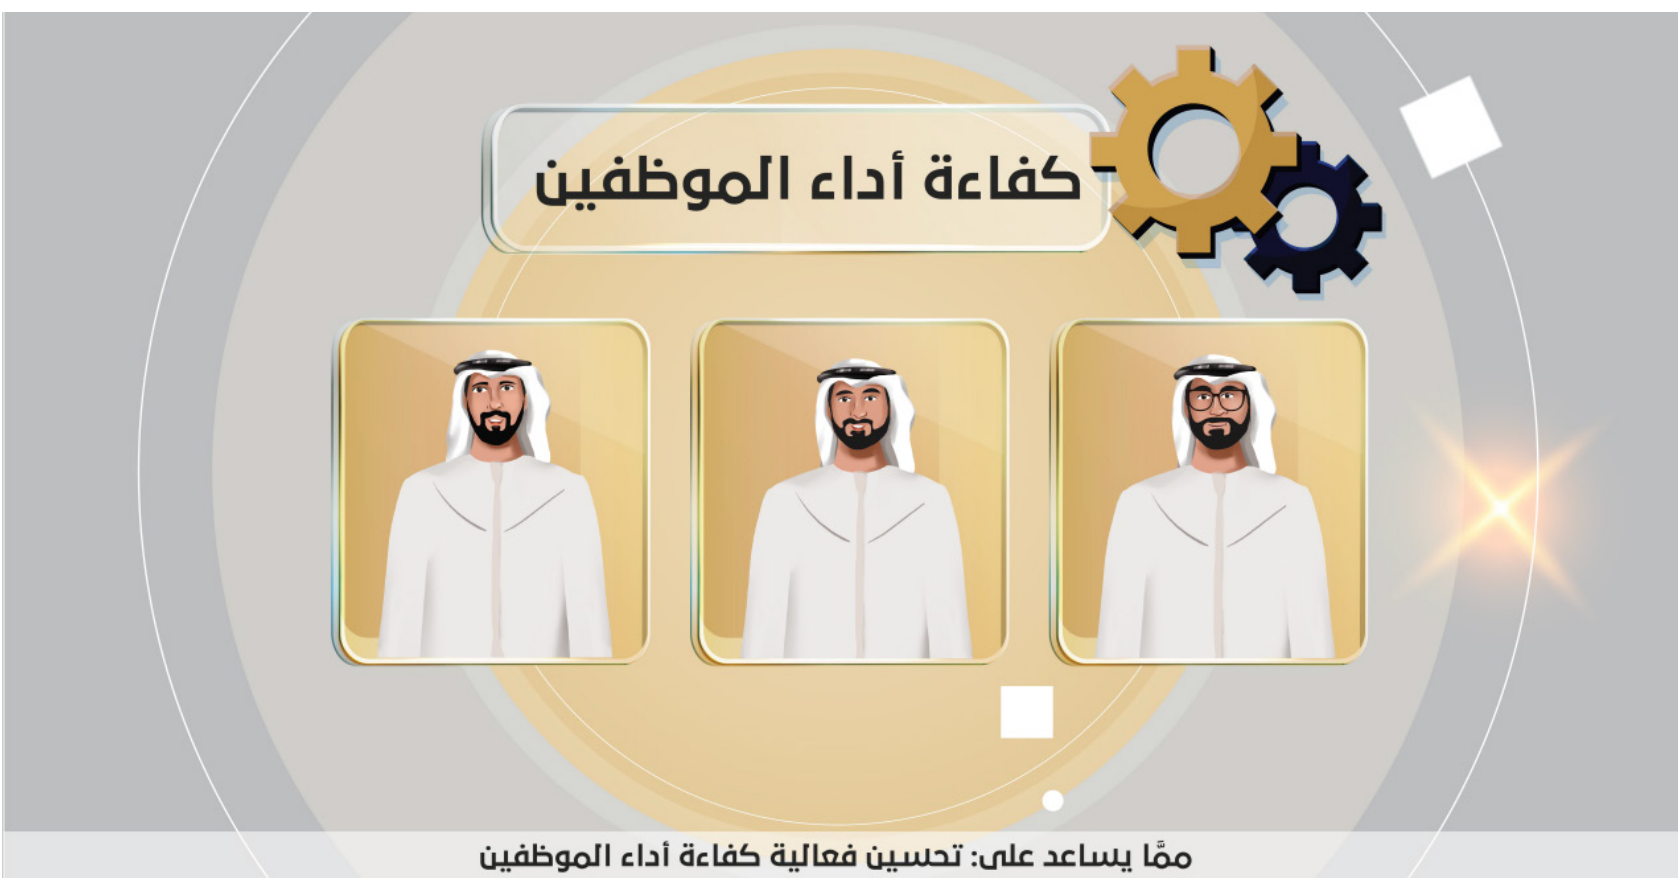 كفاءة أداء الموظفين
ممَّا يساعد على: تحسين فعالية كفاءة أداء الموظفين